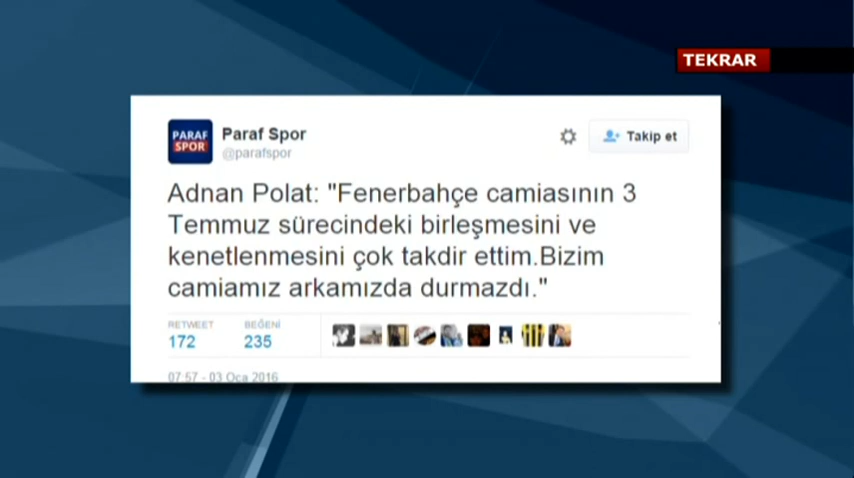 TEKRAR
PARAF
SPOR
Paraf Spor
@parafspor
Takip et
Adnan Polat: "Fenerbahçe camiasının 3
Temmuz sürecindeki birleşmesini ve
kenetlenmesini çok takdir ettim.Bizim
camiamız arkamızda durmazdı."
RETWEET BEĞENİ
172 235
07:57 - 03 Oca 2016